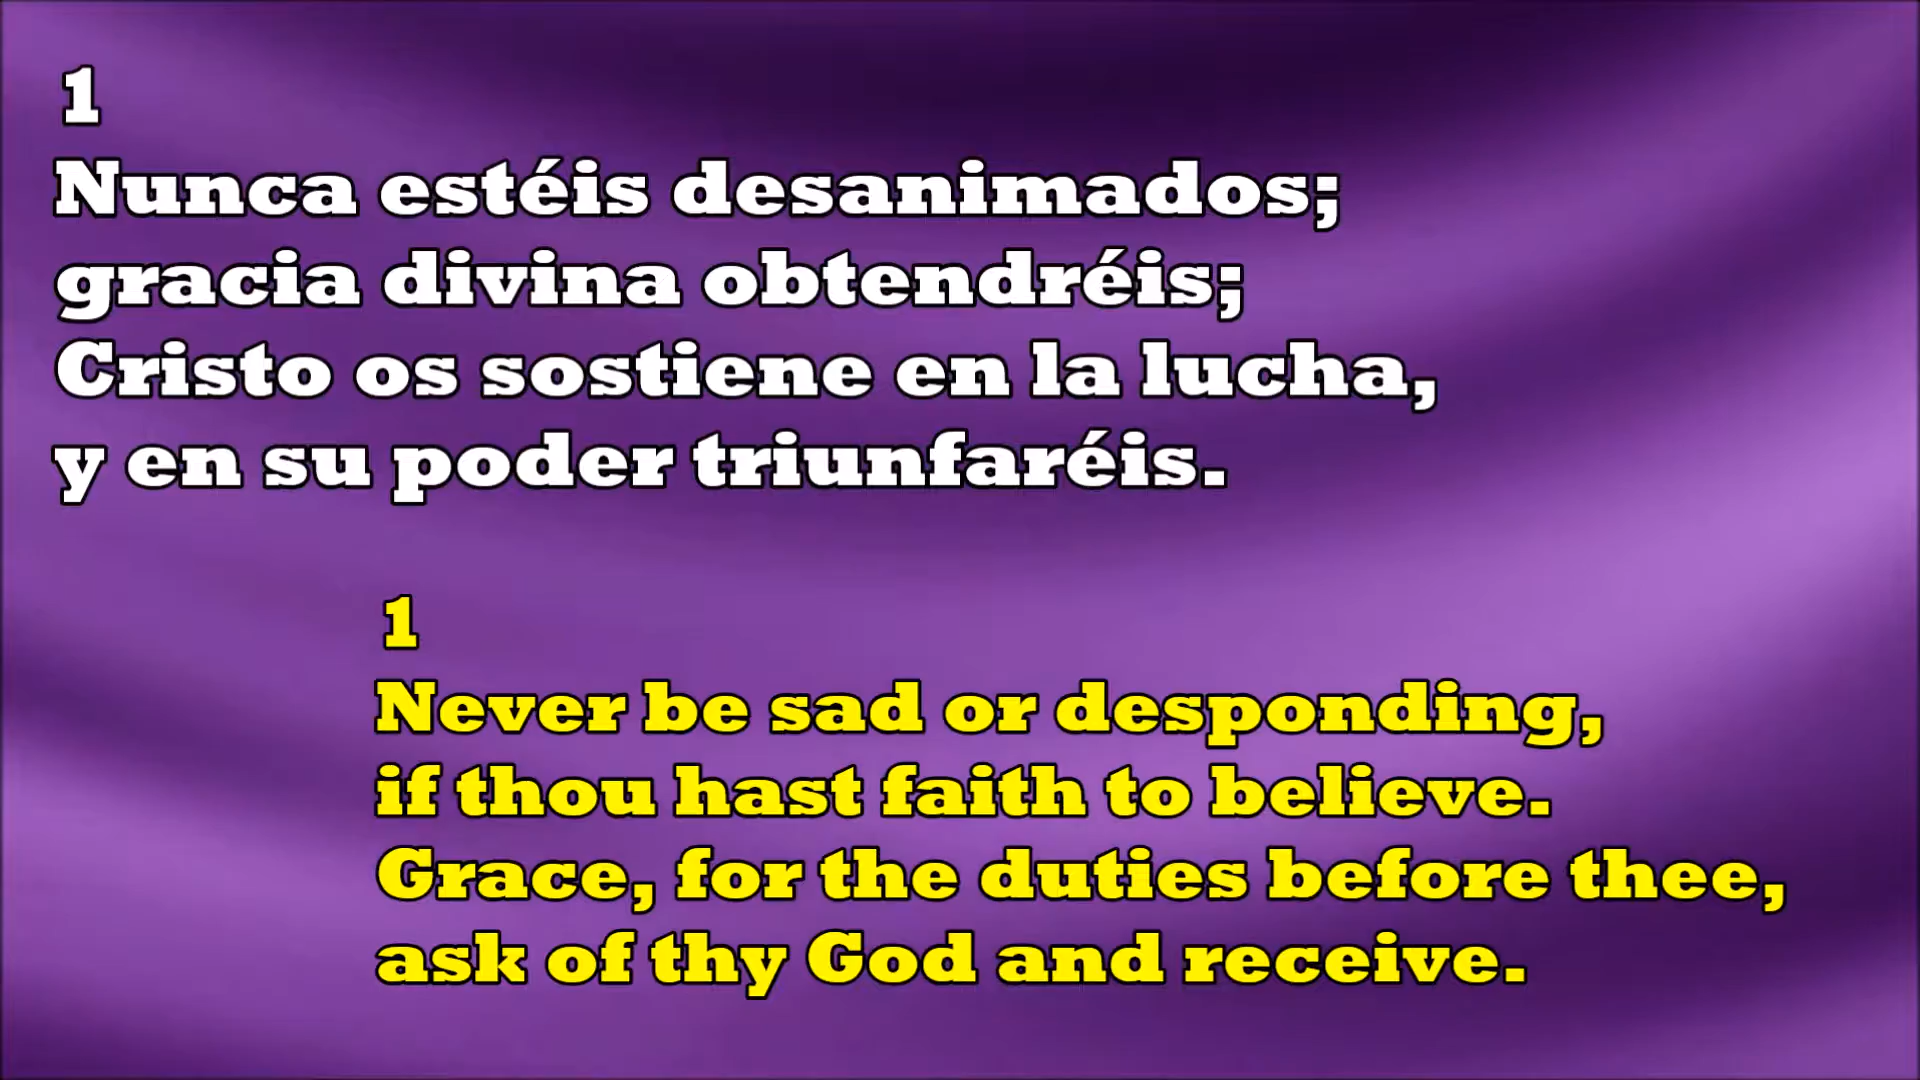 1
Nunca estéis desanimados;
gracia divina obtendréis;
Cristo os sostiene en la lucha,
y en su poder triunfaréis.
1
Never be sad or desponding,
if thou hast faith to believe.
Grace, for the duties before thee,
ask of thy God and receive.